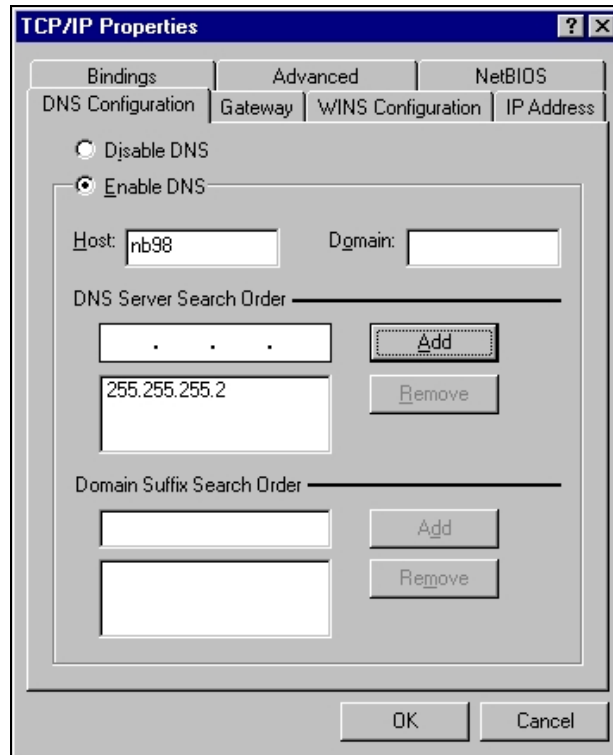 TCP/IP Properties
Bindings Advanced NetBIOS
DNS Configuration Gateway WINS Configuration IP Address
Disable DNS
Enable DNS
Host: nb98 Domain:
DNS Server Search Order
. . . Add
255.255.255.2 Remove
Domain Suffix Search Order
Add
Remove
OK Cancel